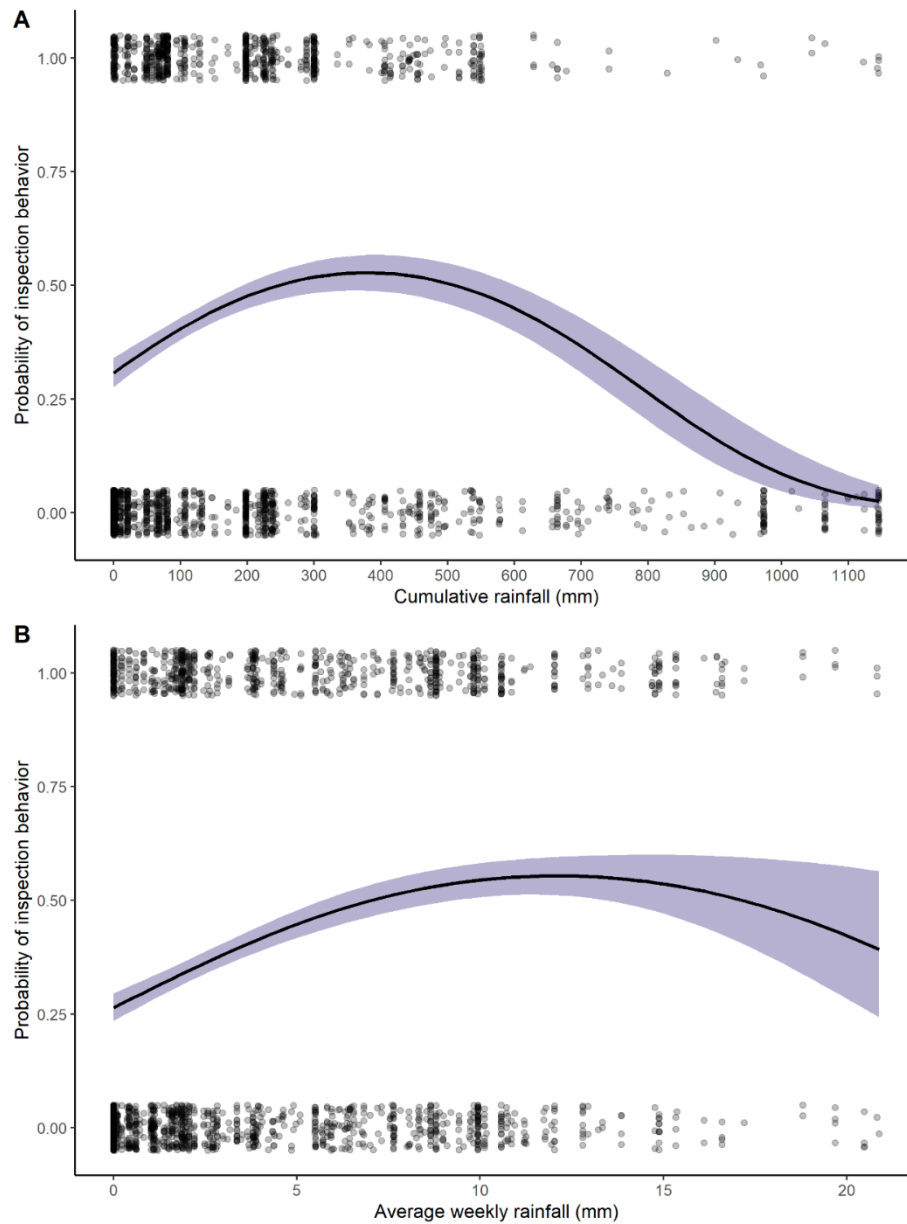 A
1.00
0.75
0.50
0.25
0.00
Probability of inspection behavior
0 100 200 300 400 500 600 700 800 900 1000 1100
Cumulative rainfall (mm)
B
1.00
0.75
0.50
0.25
0.00
Probability of inspection behavior
0 5 10 15 20
Average weekly rainfall (mm)